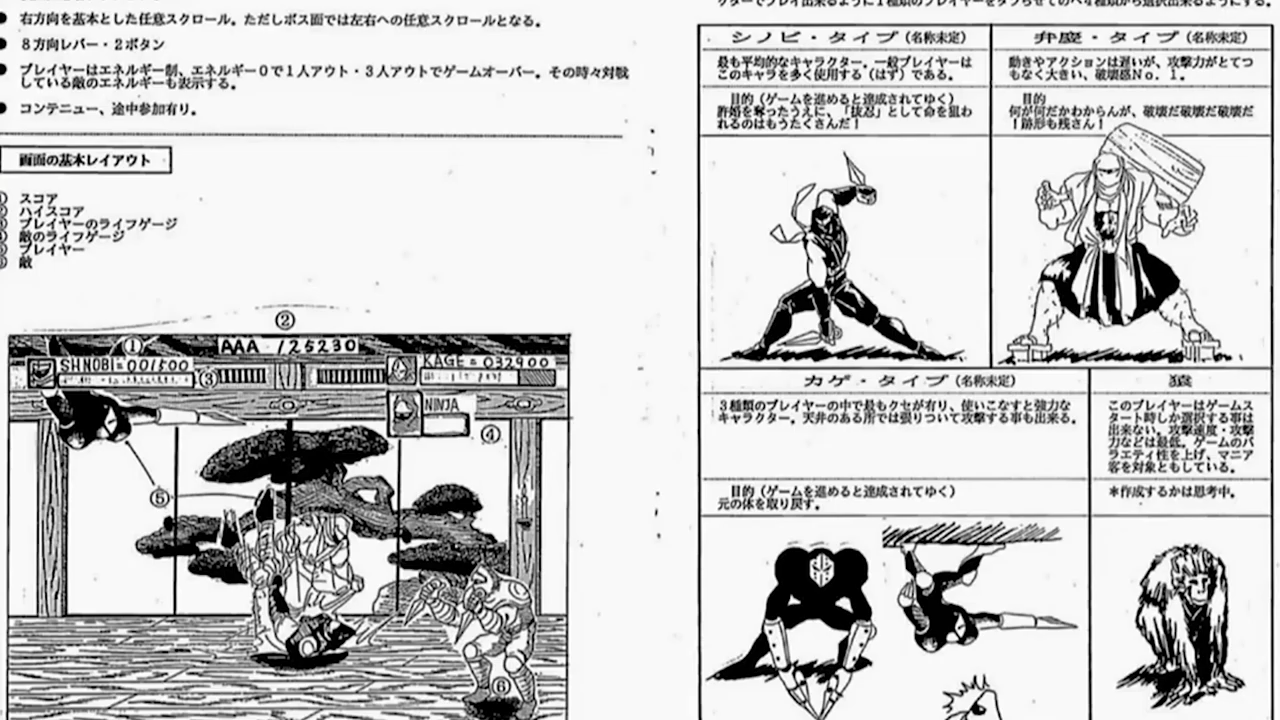 ● 右方向を基本とした任意スクロール。ただしボス面では左右への任意スクロールとなる。
● 8方向レバー・2ボタン
● プレイヤーはエネルギー制、エネルギー0で1人アウト・3人アウトでゲームオーバー。その時々対戦
している敵のエネルギーも表示する。
● コンテニュー、途中参加有り。
画面の基本レイアウト
スコア
ハイスコア
プレイヤーのライフゲージ
敵のライフゲージ
プレイヤー
敵
②
①
AAA 125230
SHNOBI=001500
③
KAGE=032900
NINJA
④
⑤
⑥
シノビ・タイプ(名称未定)
最も平均的なキャラクター。一般プレイヤーは
このキャラを多く使用する(はず)である。
目的(ゲームを進めると達成されてゆく)
許婚を奪ったうえに、「抜忍」として命を狙わ
れるのはもうたくさんだ!
弁慶・タイプ(名称未定)
動きやアクションは遅いが、攻撃力がとてつ
もなく大きい、破壊感No.1。
目的
何が何だかわからんが、破壊だ破壊だ破壊だ
!跡形も残さん!
カゲ・タイプ(名称未定)
3種類のプレイヤーの中で最もクセが有り、使いこなすと強力な
キャラクター。天井のある所では張りついて攻撃する事も出来る。
目的(ゲームを進めると達成されてゆく)
元の体を取り戻す。
猿
このプレイヤーはゲームス
タート時しか選択する事は
出来ない。攻撃速度・攻撃
力などは最低。ゲームのバ
ラエティ性を上げ、マニア
客を対象ともしている。
*作成するかは思考中。